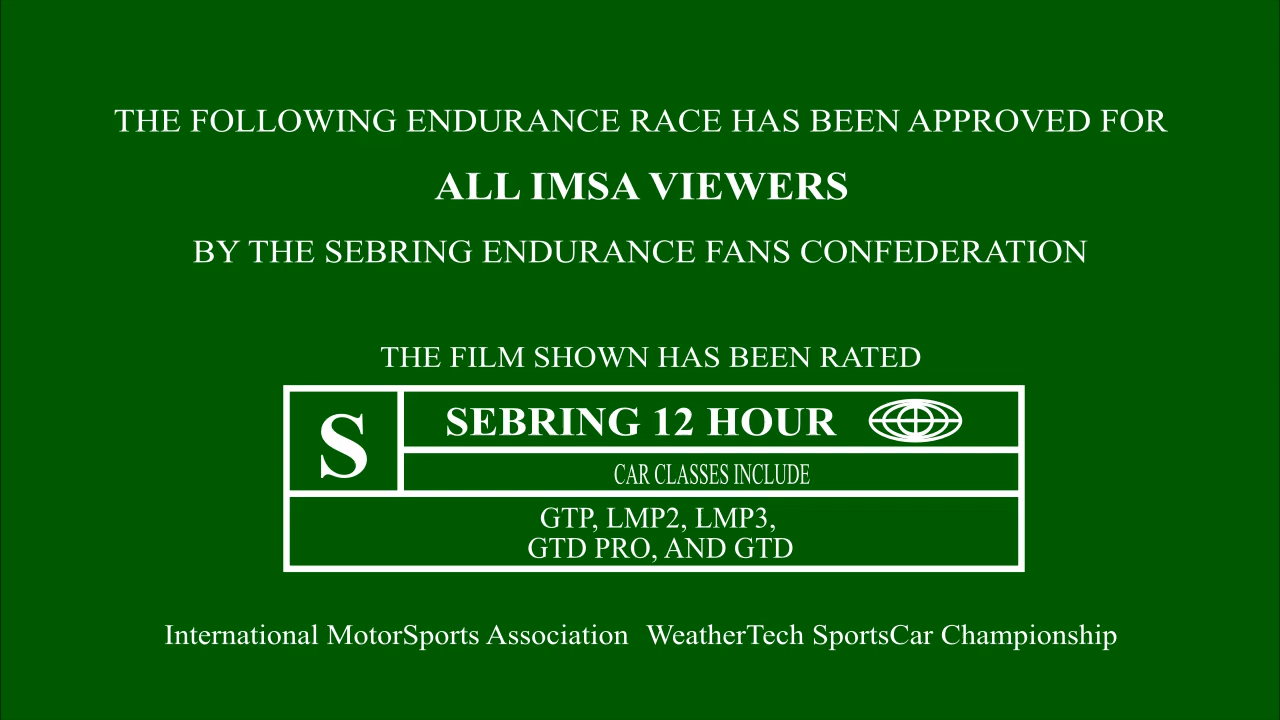 THE FOLLOWING ENDURANCE RACE HAS BEEN APPROVED FOR
ALL IMSA VIEWERS
BY THE SEBRING ENDURANCE FANS CONFEDERATION
THE FILM SHOWN HAS BEEN RATED
S
SEBRING 12 HOUR
CAR CLASSES INCLUDE
GTP, LMP2, LMP3,
GTD PRO, AND GTD
International MotorSports Association WeatherTech SportsCar Championship